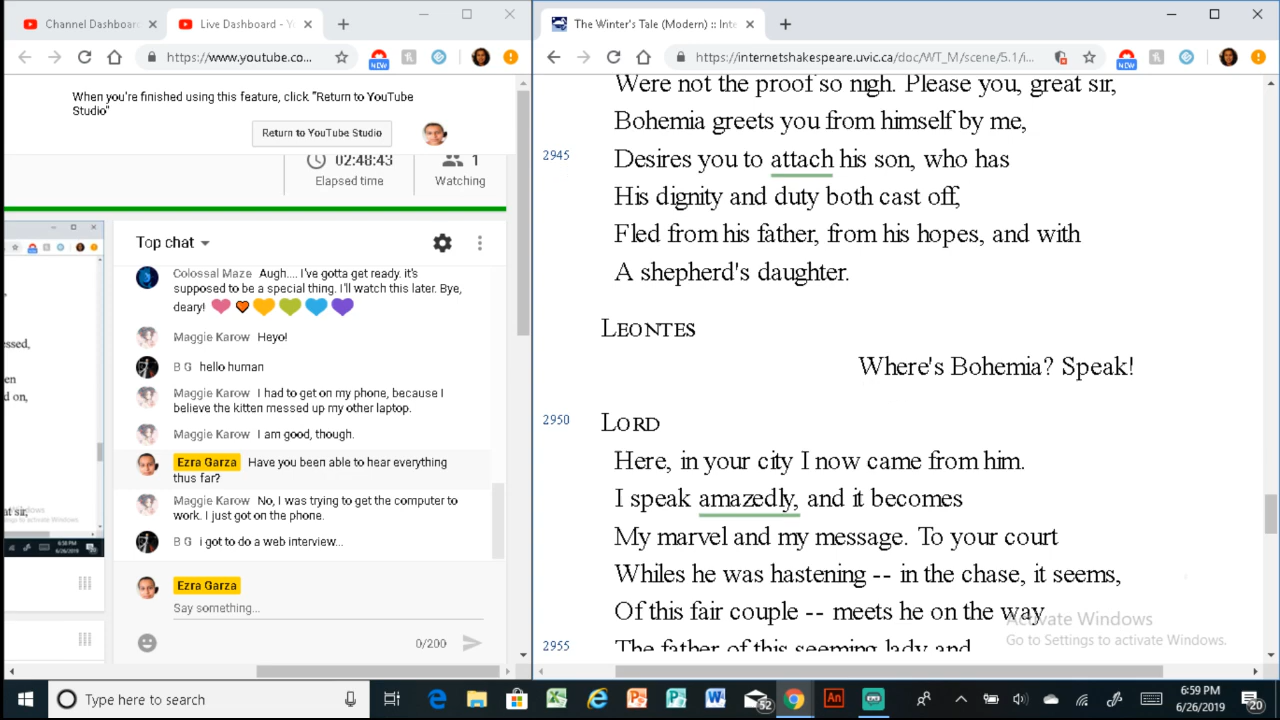 Channel Dashboard
Live Dashboard - Y
The Winter's Tale (Modern) :: Inte
https://www.youtube.co...
NEW
https://internetshakespeare.uvic.ca/doc/WT_M/scene/5.1/i...
NEW
When you're finished using this feature, click "Return to YouTube
Studio"
Return to YouTube Studio
02:48:43
Elapsed time
1
Watching
Top chat
Colossal Maze Augh.... I've gotta get ready. it's
supposed to be a special thing. I'll watch this later. Bye,
deary!
Maggie Karow Heyo!
B G hello human
Maggie Karow I had to get on my phone, because I
believe the kitten messed up my other laptop.
Maggie Karow I am good, though.
Ezra Garza Have you been able to hear everything
thus far?
Maggie Karow No, I was trying to get the computer to
work. I just got on the phone.
B G i got to do a web interview...
Ezra Garza
Say something...
0/200
Were not the proof so nigh. Please you, great sir,
Bohemia greets you from himself by me,
2945 Desires you to attach his son, who has
His dignity and duty both cast off,
Fled from his father, from his hopes, and with
A shepherd's daughter.
LEONTES
Where's Bohemia? Speak!
2950 LORD
Here, in your city I now came from him.
I speak amazedly, and it becomes
My marvel and my message. To your court
Whiles he was hastening -- in the chase, it seems,
Of this fair couple -- meets he on the way
2955 The father of this seeming lady and
Activate Windows
Go to Settings to activate Windows.
Type here to search
52
6:59 PM
6/26/2019
20